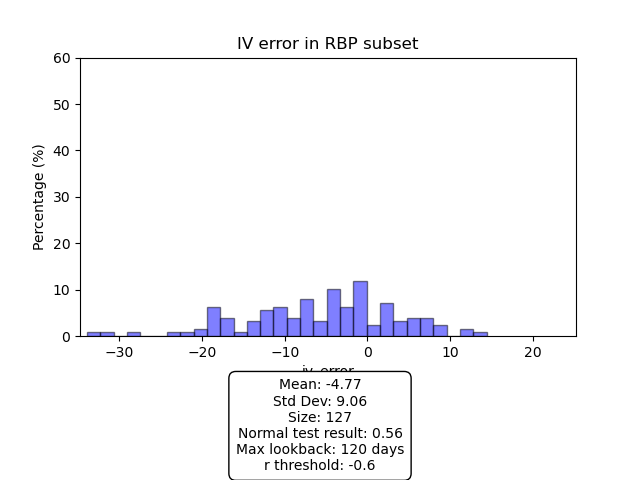 IV error in RBP subset
60
50
40
30
20
10
0
Percentage (%)
−30
−20
−10
0
10
20
iv_error
Mean: -4.77
Std Dev: 9.06
Size: 127
Normal test result: 0.56
Max lookback: 120 days
r threshold: -0.6